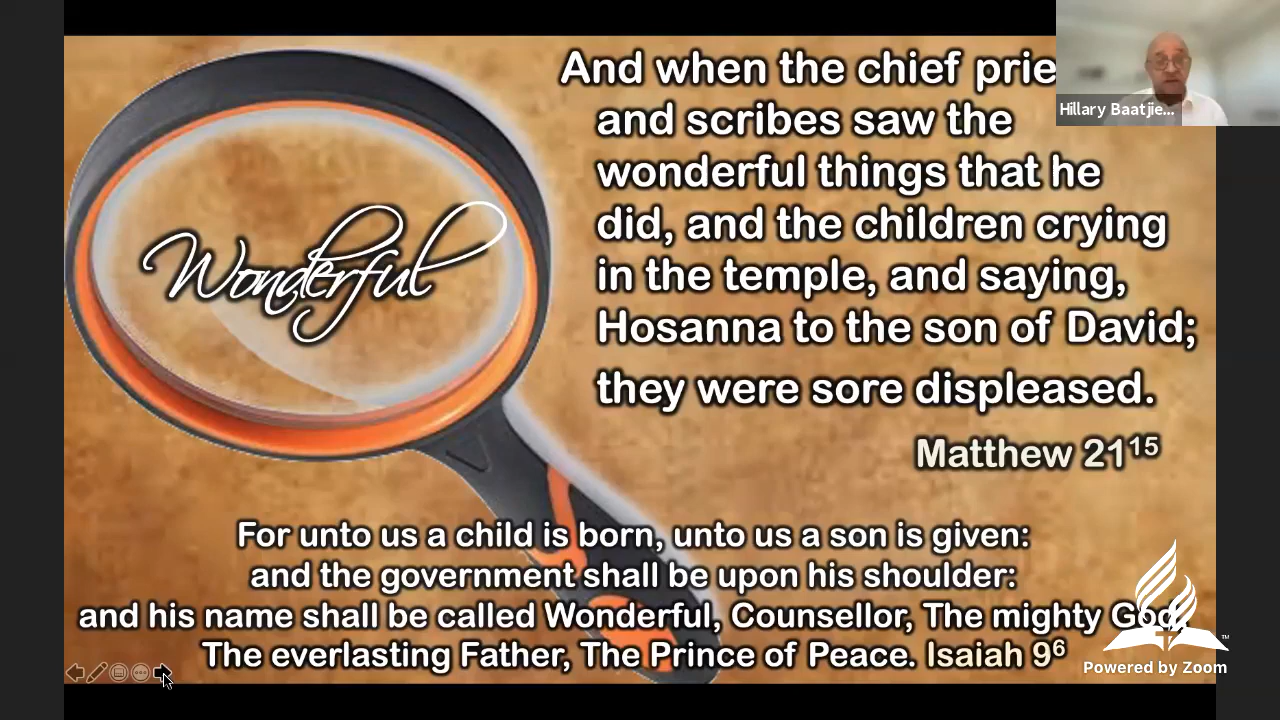 And when the chief prie
and scribes saw the
wonderful things that he
did, and the children crying
in the temple, and saying,
Hosanna to the son of David;
they were sore displeased.
Matthew 21¹⁵
Wonderful
For unto us a child is born, unto us a son is given:
and the government shall be upon his shoulder:
and his name shall be called Wonderful, Counsellor, The mighty God,
The everlasting Father, The Prince of Peace. Isaiah 9⁶
Hillary Baatjie...
Powered by Zoom
™